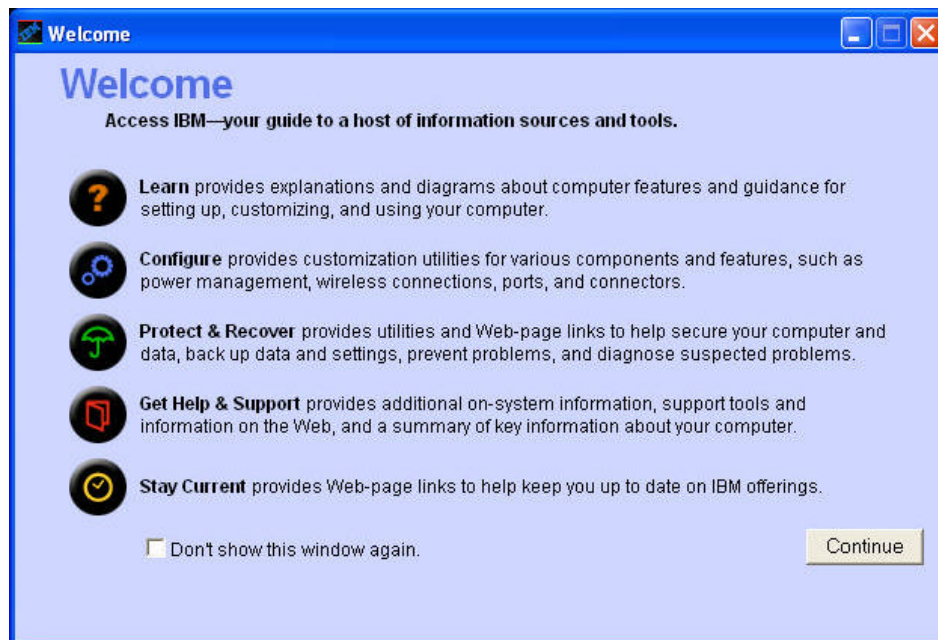 Welcome
Welcome
Access IBM—your guide to a host of information sources and tools.
Learn provides explanations and diagrams about computer features and guidance for
setting up, customizing, and using your computer.
Configure provides customization utilities for various components and features, such as
power management, wireless connections, ports, and connectors.
Protect & Recover provides utilities and Web-page links to help secure your computer and
data, back up data and settings, prevent problems, and diagnose suspected problems.
Get Help & Support provides additional on-system information, support tools and
information on the Web, and a summary of key information about your computer.
Stay Current provides Web-page links to help keep you up to date on IBM offerings.
Don't show this window again.
Continue